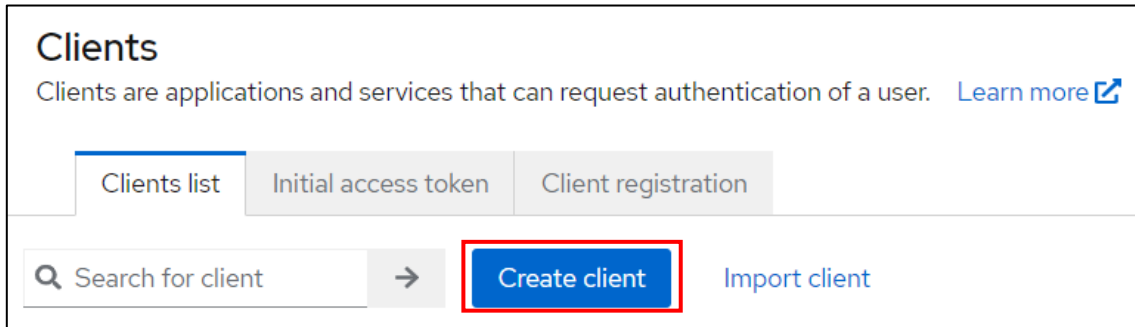 Clients
Clients are applications and services that can request authentication of a user. Learn more
Clients list Initial access token Client registration
Search for client Create client Import client